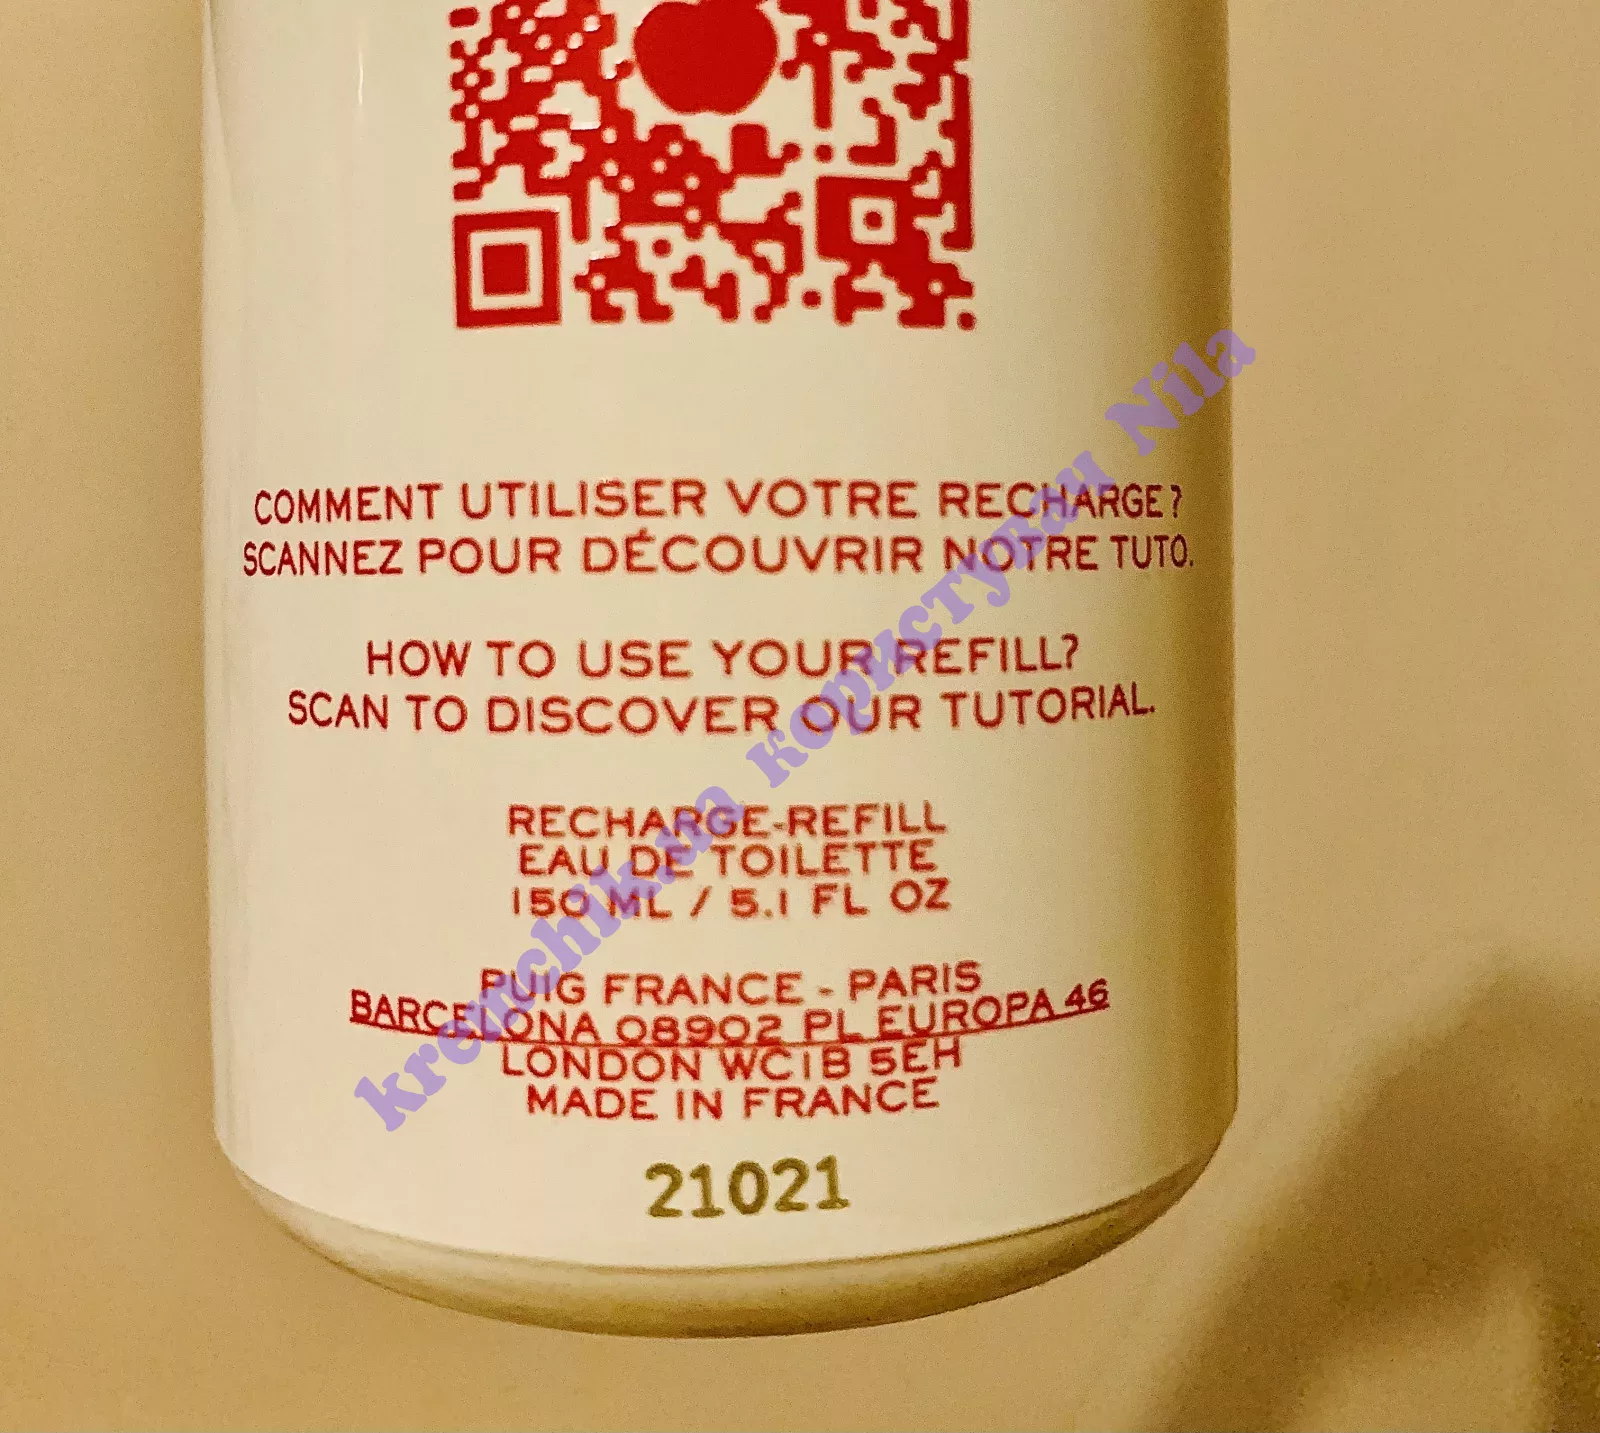 COMMENT UTILISER VOTRE RECHARGE?
SCANNEZ POUR DÉCOUVRIR NOTRE TUTO.
HOW TO USE YOUR REFILL?
SCAN TO DISCOVER OUR TUTORIAL.
RECHARGE-REFILL
EAU DE TOILETTE
150 ML / 5.1 FL OZ
PUIG FRANCE - PARIS
BARCELONA 08902 PL EUROPA 46
LONDON WC1B 5EH
MADE IN FRANCE
21021
kremchik.ua користувач Nila